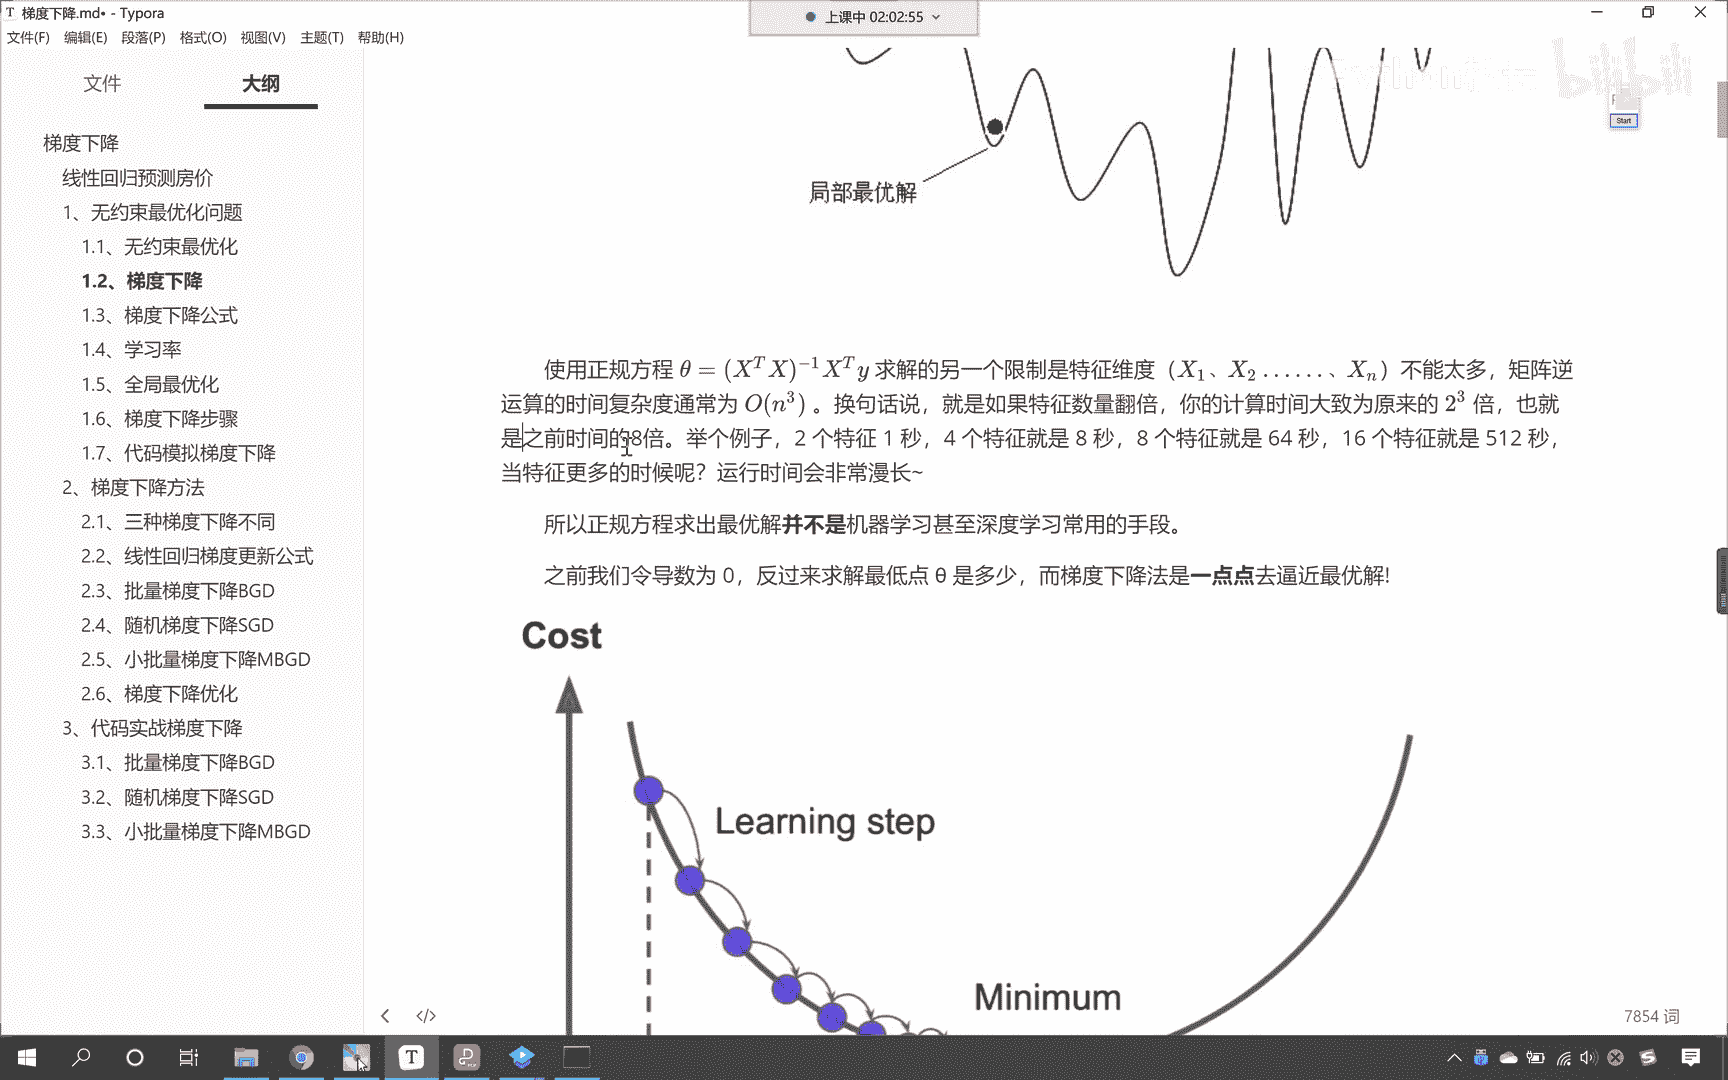 梯度下降.md• - Typora
上课中 02:02:55
文件(F) 编辑(E) 段落(P) 格式(O) 视图(V) 主题(T) 帮助(H)
文件 大纲
梯度下降
线性回归预测房价
1、无约束最优化问题
1.1、无约束最优化
1.2、梯度下降
1.3、梯度下降公式
1.4、学习率
1.5、全局最优化
1.6、梯度下降步骤
1.7、代码模拟梯度下降
2、梯度下降方法
2.1、三种梯度下降不同
2.2、线性回归梯度更新公式
2.3、批量梯度下降BGD
2.4、随机梯度下降SGD
2.5、小批量梯度下降MBGD
2.6、梯度下降优化
3、代码实战梯度下降
3.1、批量梯度下降BGD
3.2、随机梯度下降SGD
3.3、小批量梯度下降MBGD
bilibili
Start
局部最优解
使用正规方程 θ = (X^T X)^{-1} X^T y 求解的另一个限制是特征维度（X_1、X_2 ......、X_n）不能太多，矩阵逆
运算的时间复杂度通常为 O(n^3) 。换句话说，就是如果特征数量翻倍，你的计算时间大致为原来的 2^3 倍，也就
是之前时间的8倍。举个例子，2 个特征 1 秒，4 个特征就是 8 秒，8 个特征就是 64 秒，16 个特征就是 512 秒，
当特征更多的时候呢？运行时间会非常漫长~
所以正规方程求出最优解并不是机器学习甚至深度学习常用的手段。
之前我们令导数为 0，反过来求解最低点 θ 是多少，而梯度下降法是一点点去逼近最优解!
Cost
Learning step
Minimum
7854 词